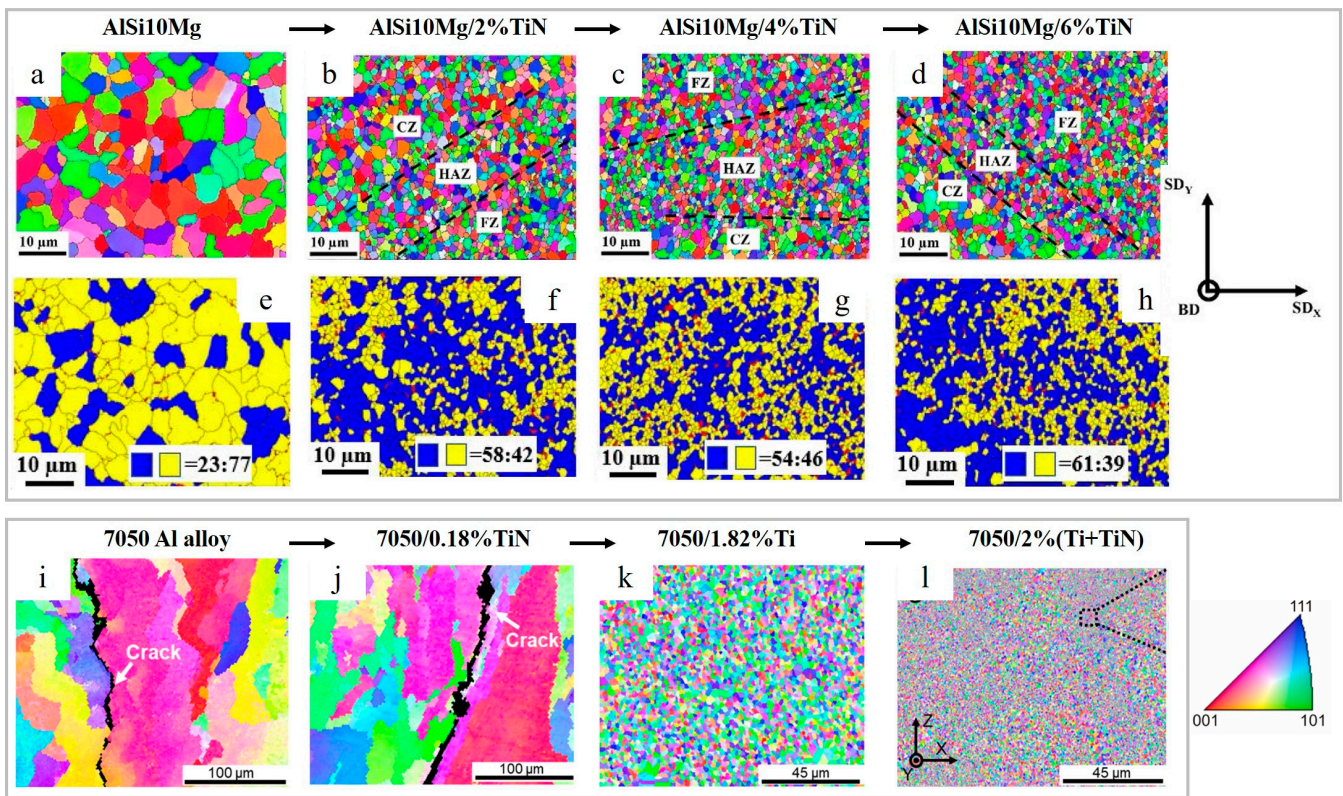 AlSi10Mg AlSi10Mg/2%TiN AlSi10Mg/4%TiN AlSi10Mg/6%TiN
a b c d
CZ HAZ FZ
FZ HAZ CZ
FZ HAZ CZ
10 µm 10 µm 10 µm 10 µm
SDY
BD SDX
e f g h
=23:77 =58:42 =54:46 =61:39
10 µm 10 µm 10 µm 10 µm
7050 Al alloy 7050/0.18%TiN 7050/1.82%Ti 7050/2%(Ti+TiN)
i j k l
Crack Crack
Z
X
Y
100 µm 100 µm 45 µm 45 µm
111
001 101